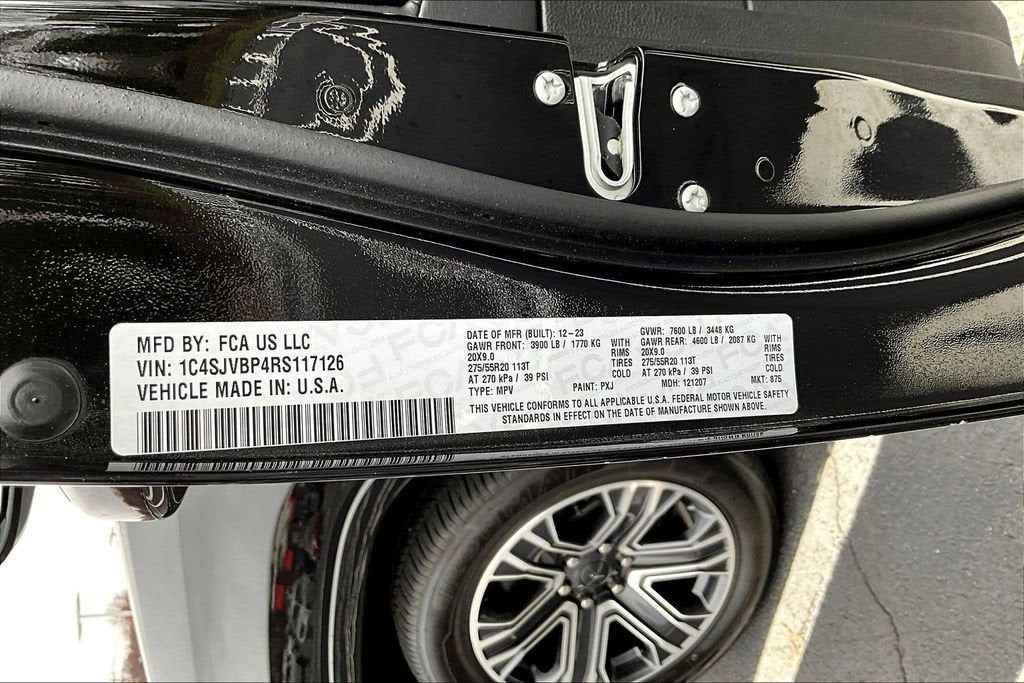 MFD BY: FCA US LLC
VIN: 1C4SJVBP4RS117126
VEHICLE MADE IN: U.S.A.
DATE OF MFR (BUILT): 12-23
GAWR FRONT: 3900 LB / 1770 KG WITH
20X9.0 RIMS
275/55R20 113T TIRES
AT 270 kPa / 39 PSI COLD
TYPE: MPV PAINT: PXJ
GVWR: 7600 LB / 3448 KG
GAWR REAR: 4600 LB / 2087 KG WITH
20X9.0 RIMS
275/55R20 113T TIRES
AT 270 kPa / 39 PSI COLD
MDH: 121207 MKT: 875
THIS VEHICLE CONFORMS TO ALL APPLICABLE U.S.A. FEDERAL MOTOR VEHICLE SAFETY
STANDARDS IN EFFECT ON THE DATE OF MANUFACTURE SHOWN ABOVE.